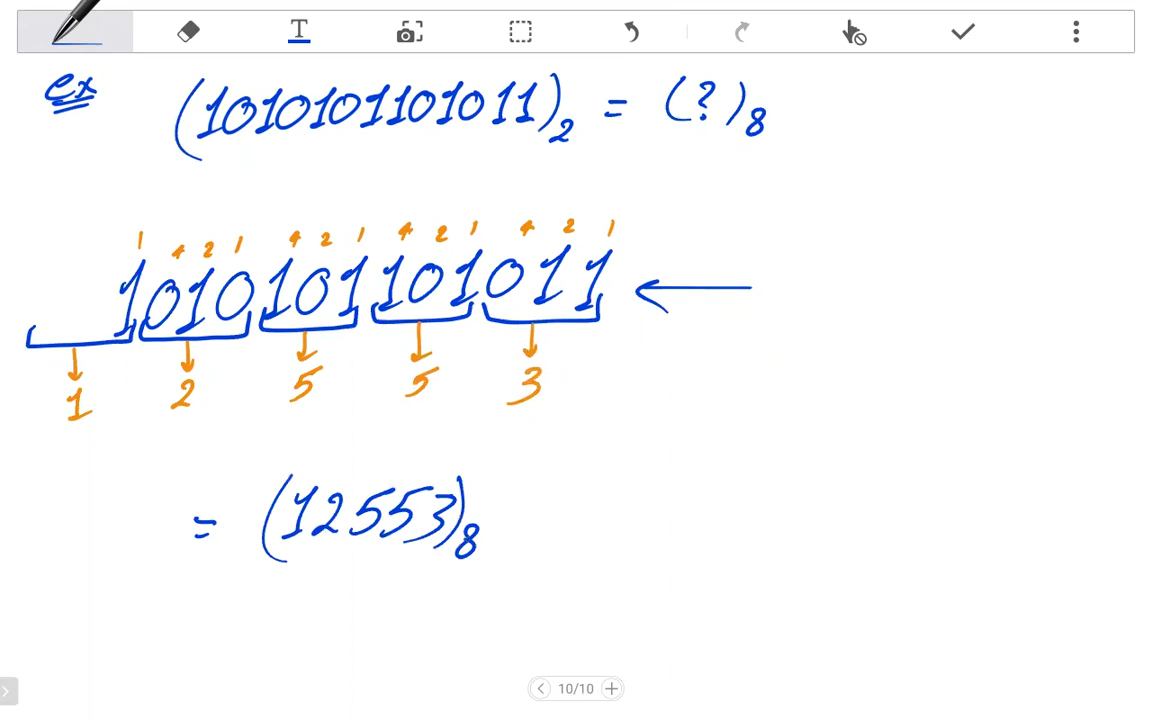 T
ex (1010101101011)2 = (?)8
1 4 2 1 4 2 1 4 2 1 4 2 1
1010101101011 ←
1 2 5 5 3
= (12553)8
10/10